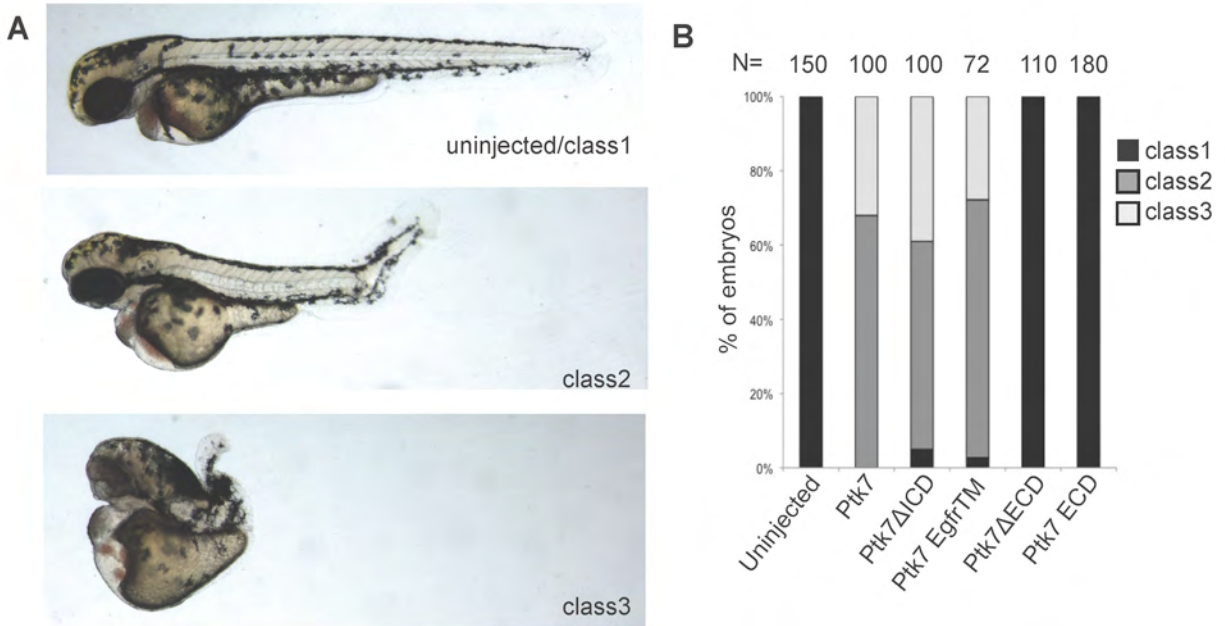 A
uninjected/class1
class2
class3
B
N= 150 100 100 72 110 180
100%
80%
60%
40%
20%
0%
% of embryos
class1
class2
class3
Uninjected
Ptk7
Ptk7ΔICD
Ptk7 EgfrTM
Ptk7ΔECD
Ptk7 ECD